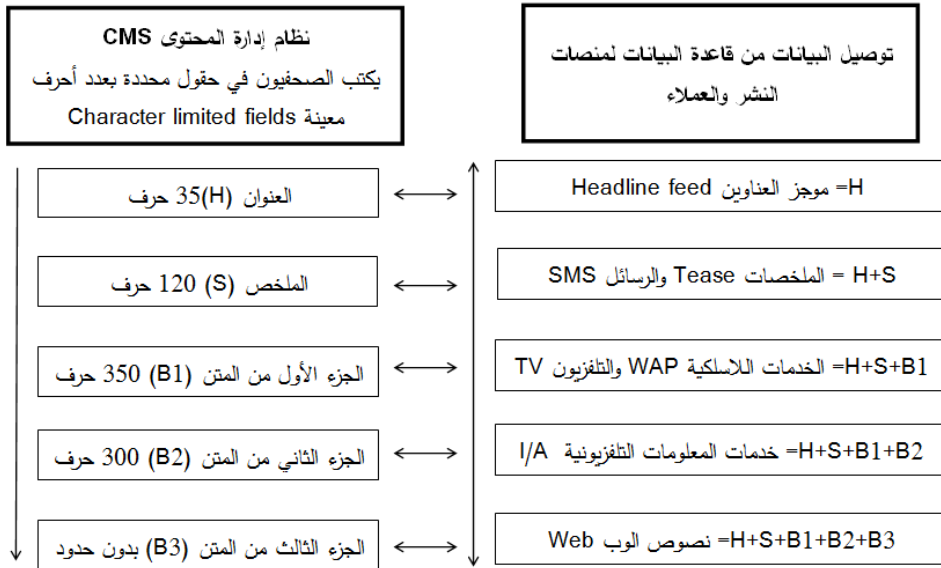 توصيل البيانات من قاعدة البيانات لمنصات
النشر والعملاء
نظام إدارة المحتوى CMS
يكتب الصحفيون في حقول محددة بعدد أحرف
معينة Character limited fields
H= موجز العناوين Headline feed
العنوان (H)35 حرف
H+S = الملخصات Tease والرسائل SMS
الملخص (S) 120 حرف
H+S+B1= الخدمات اللاسلكية WAP والتلفزيون TV
الجزء الأول من المتن (B1) 350 حرف
H+S+B1+B2= خدمات المعلومات التلفزيونية I/A
الجزء الثاني من المتن (B2) 300 حرف
H+S+B1+B2+B3= نصوص الوب Web
الجزء الثالث من المتن (B3) بدون حدود